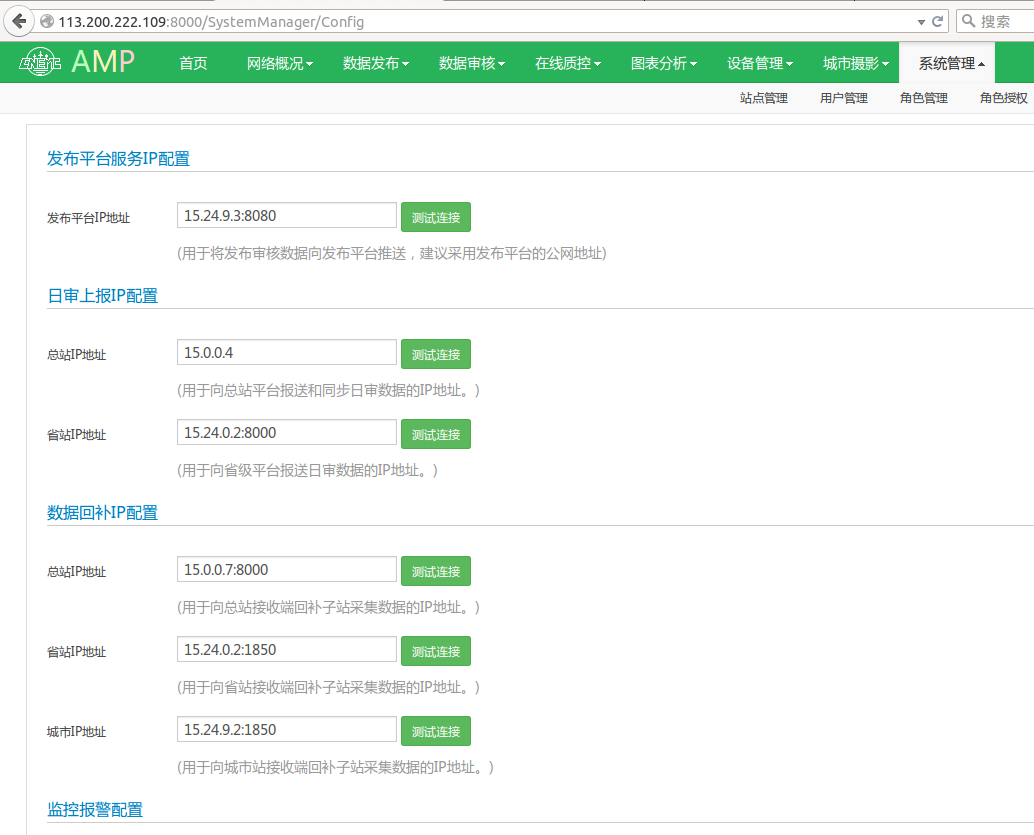 113.200.222.109:8000/SystemManager/Config
搜索
AMP 首页 网络概况 数据发布 数据审核 在线质控 图表分析 设备管理 城市摄影 系统管理
站点管理 用户管理 角色管理 角色授权
发布平台服务IP配置
发布平台IP地址 15.24.9.3:8080 测试连接
(用于将发布审核数据向发布平台推送，建议采用发布平台的公网地址)
日审上报IP配置
总站IP地址 15.0.0.4 测试连接
(用于向总站平台报送和同步日审数据的IP地址。)
省站IP地址 15.24.0.2:8000 测试连接
(用于向省级平台报送日审数据的IP地址。)
数据回补IP配置
总站IP地址 15.0.0.7:8000 测试连接
(用于向总站接收端回补子站采集数据的IP地址。)
省站IP地址 15.24.0.2:1850 测试连接
(用于向省站接收端回补子站采集数据的IP地址。)
城市IP地址 15.24.9.2:1850 测试连接
(用于向城市站接收端回补子站采集数据的IP地址。)
监控报警配置